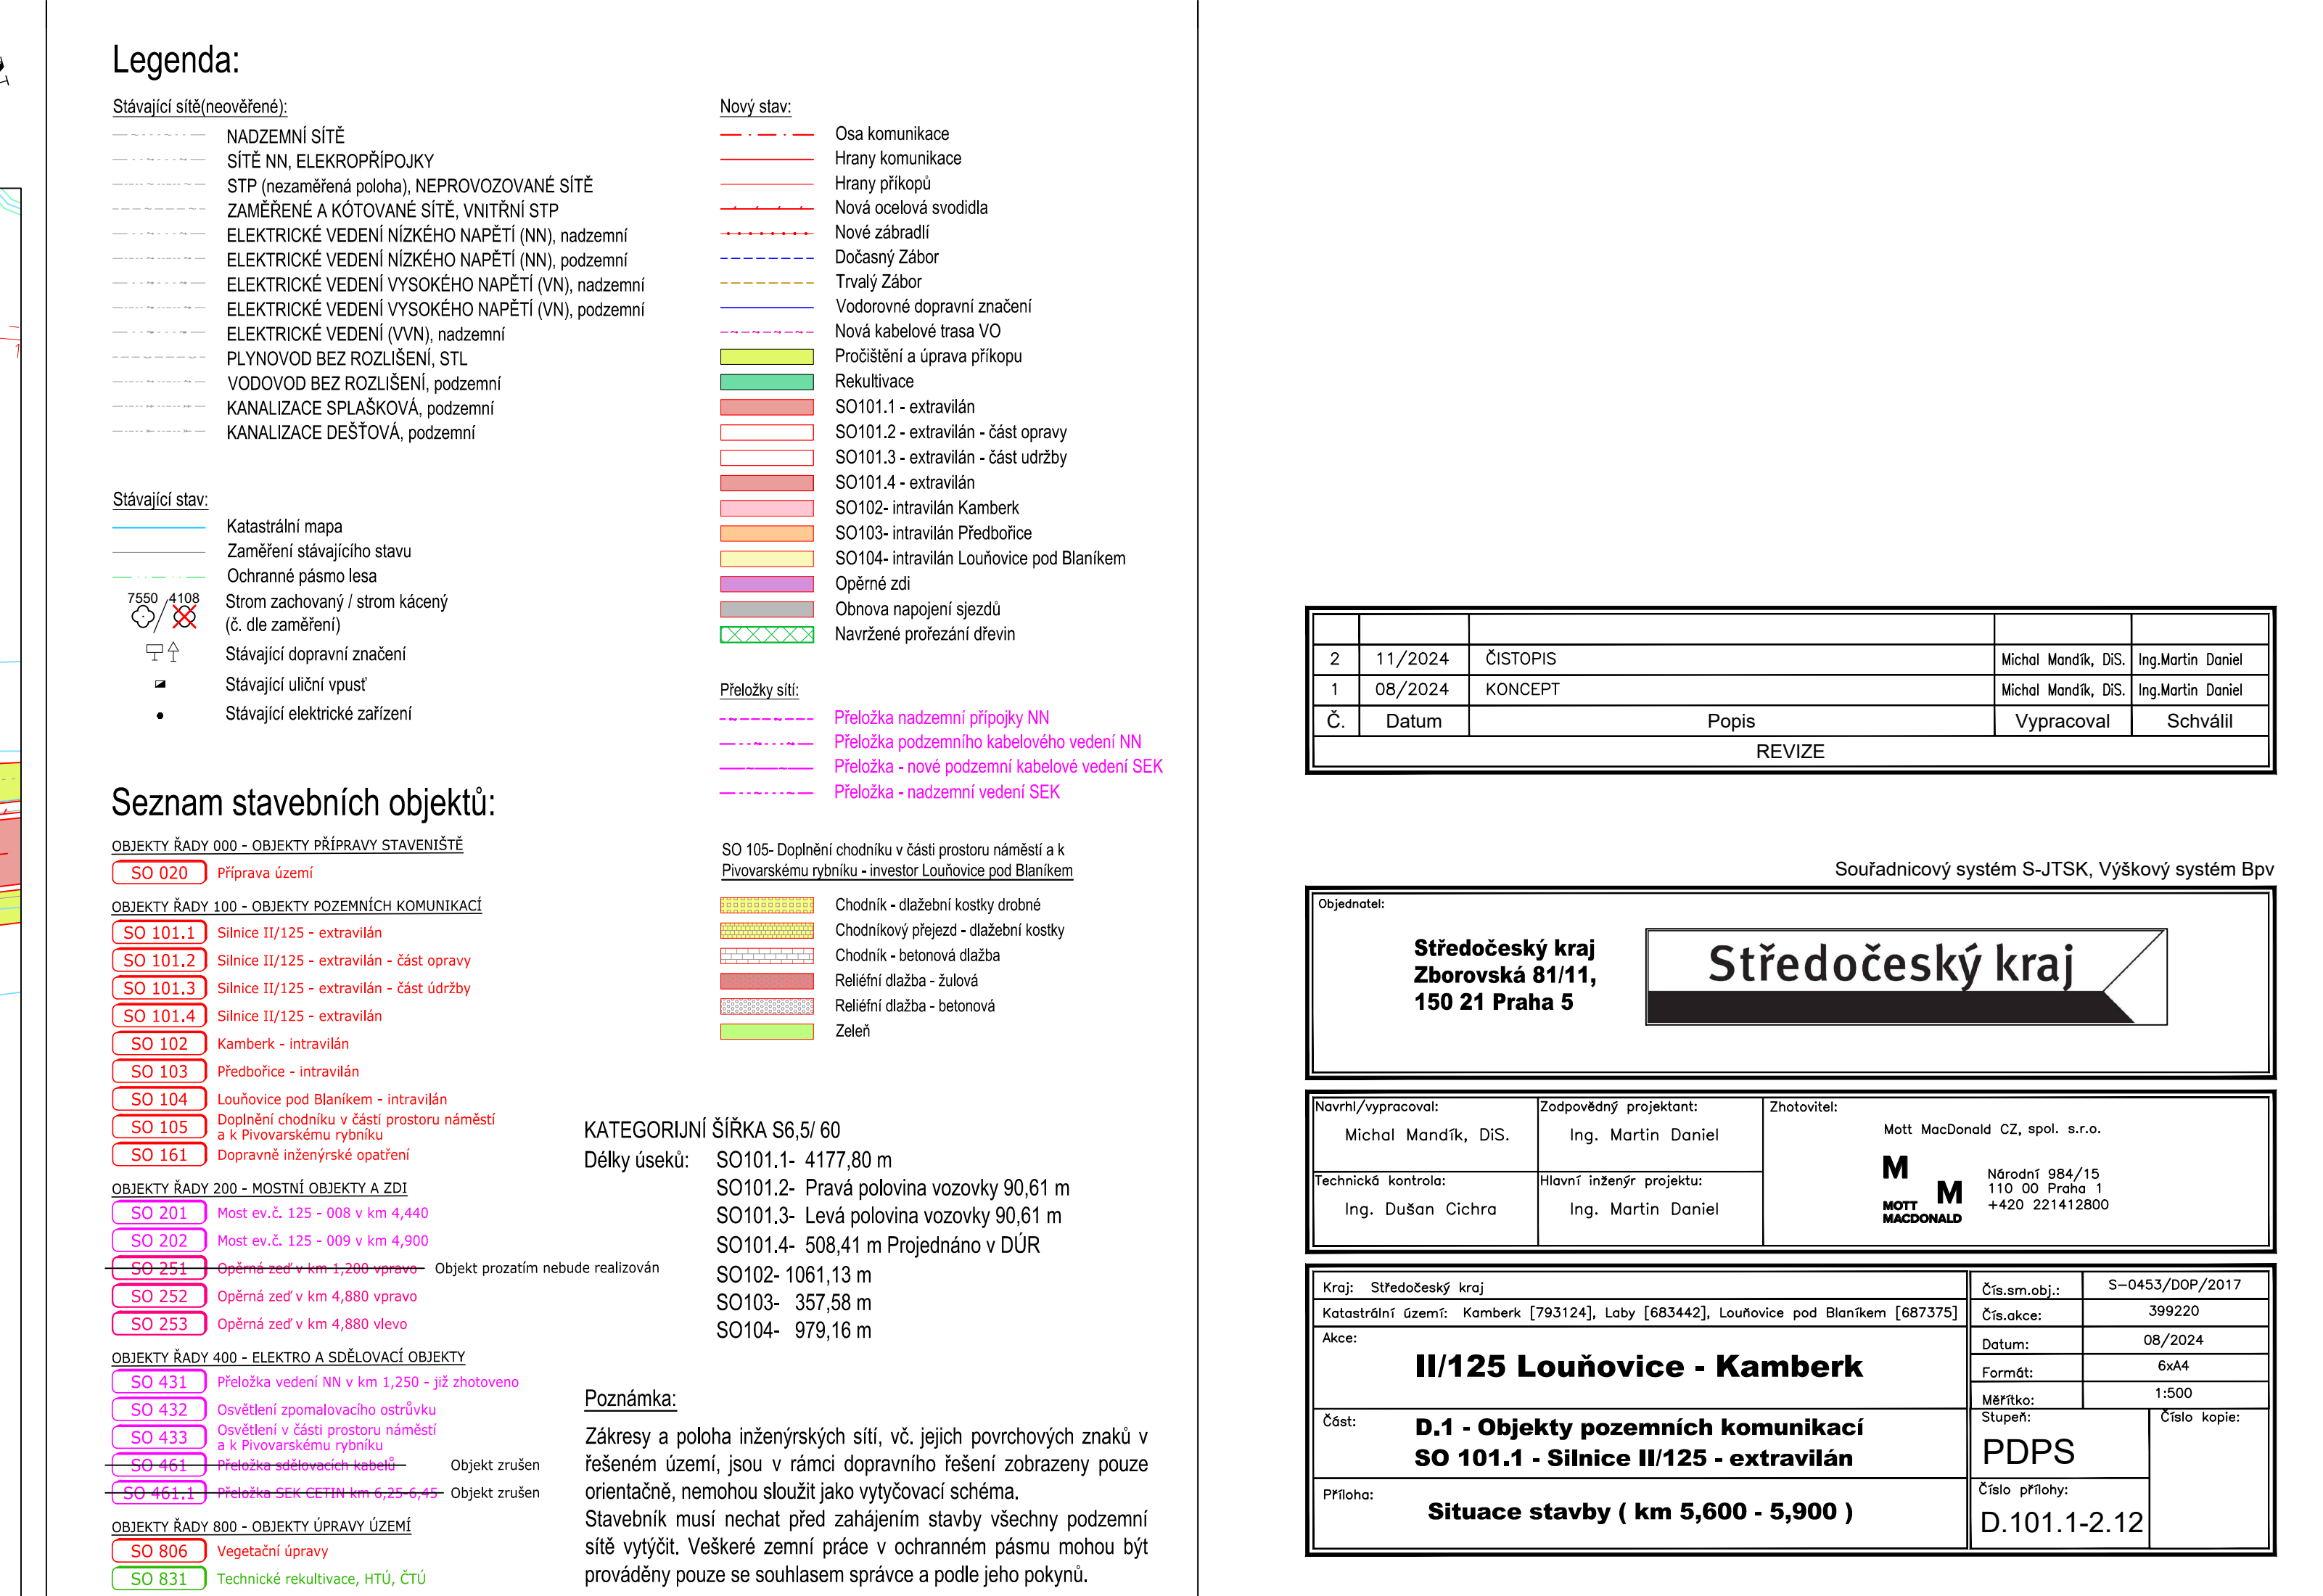 Legenda:
Stávající sítě(neověřené):
NADZEMNÍ SÍTĚ
SÍTĚ NN, ELEKROPŘÍPOJKY
STP (nezaměřená poloha), NEPROVOZOVANÉ SÍTĚ
ZAMĚŘENÉ A KÓTOVANÉ SÍTĚ, VNITŘNÍ STP
ELEKTRICKÉ VEDENÍ NÍZKÉHO NAPĚTÍ (NN), nadzemní
ELEKTRICKÉ VEDENÍ NÍZKÉHO NAPĚTÍ (NN), podzemní
ELEKTRICKÉ VEDENÍ VYSOKÉHO NAPĚTÍ (VN), nadzemní
ELEKTRICKÉ VEDENÍ VYSOKÉHO NAPĚTÍ (VN), podzemní
ELEKTRICKÉ VEDENÍ (VVN), nadzemní
PLYNOVOD BEZ ROZLIŠENÍ, STL
VODOVOD BEZ ROZLIŠENÍ, podzemní
KANALIZACE SPLAŠKOVÁ, podzemní
KANALIZACE DEŠŤOVÁ, podzemní
Stávající stav:
Katastrální mapa
Zaměření stávajícího stavu
Ochranné pásmo lesa
7550 / 4108 Strom zachovaný / strom kácený
(č. dle zaměření)
Stávající dopravní značení
Stávající uliční vpusť
Stávající elektrické zařízení
Nový stav:
Osa komunikace
Hrany komunikace
Hrany příkopů
Nová ocelová svodidla
Nové zábradlí
Dočasný Zábor
Trvalý Zábor
Vodorovné dopravní značení
Nová kabelové trasa VO
Pročištění a úprava příkopu
Rekultivace
SO101.1 - extravilán
SO101.2 - extravilán - část opravy
SO101.3 - extravilán - část udržby
SO101.4 - extravilán
SO102- intravilán Kamberk
SO103- intravilán Předbořice
SO104- intravilán Louňovice pod Blaníkem
Opěrné zdi
Obnova napojení sjezdů
Navržené prořezání dřevin
Přeložky sítí:
Přeložka nadzemní přípojky NN
Přeložka podzemního kabelového vedení NN
Přeložka - nové podzemní kabelové vedení SEK
Přeložka - nadzemní vedení SEK
SO 105- Doplnění chodníku v části prostoru náměstí a k
Pivovarskému rybníku - investor Louňovice pod Blaníkem
Chodník - dlažební kostky drobné
Chodníkový přejezd - dlažební kostky
Chodník - betonová dlažba
Reliéfní dlažba - žulová
Reliéfní dlažba - betonová
Zeleň
Seznam stavebních objektů:
OBJEKTY ŘADY 000 - OBJEKTY PŘÍPRAVY STAVENIŠTĚ
SO 020 Příprava území
OBJEKTY ŘADY 100 - OBJEKTY POZEMNÍCH KOMUNIKACÍ
SO 101.1 Silnice II/125 - extravilán
SO 101.2 Silnice II/125 - extravilán - část opravy
SO 101.3 Silnice II/125 - extravilán - část údržby
SO 101.4 Silnice II/125 - extravilán
SO 102 Kamberk - intravilán
SO 103 Předbořice - intravilán
SO 104 Louňovice pod Blaníkem - intravilán
SO 105 Doplnění chodníku v části prostoru náměstí
a k Pivovarskému rybníku
SO 161 Dopravně inženýrské opatření
OBJEKTY ŘADY 200 - MOSTNÍ OBJEKTY A ZDI
SO 201 Most ev.č. 125 - 008 v km 4,440
SO 202 Most ev.č. 125 - 009 v km 4,900
SO 251 Opěrná zeď v km 1,200 vpravo Objekt prozatím nebude realizován
SO 252 Opěrná zeď v km 4,880 vpravo
SO 253 Opěrná zeď v km 4,880 vlevo
OBJEKTY ŘADY 400 - ELEKTRO A SDĚLOVACÍ OBJEKTY
SO 431 Přeložka vedení NN v km 1,250 - již zhotoveno
SO 432 Osvětlení zpomalovacího ostrůvku
SO 433 Osvětlení v části prostoru náměstí
a k Pivovarskému rybníku
SO 461 Přeložka sdělovacích kabelů Objekt zrušen
SO 461.1 Přeložka SEK CETIN km 6,25-6,45 Objekt zrušen
OBJEKTY ŘADY 800 - OBJEKTY ÚPRAVY ÚZEMÍ
SO 806 Vegetační úpravy
SO 831 Technické rekultivace, HTÚ, ČTÚ
KATEGORIJNÍ ŠÍŘKA S6,5/ 60
Délky úseků: SO101.1- 4177,80 m
SO101.2- Pravá polovina vozovky 90,61 m
SO101.3- Levá polovina vozovky 90,61 m
SO101.4- 508,41 m Projednáno v DÚR
SO102- 1061,13 m
SO103- 357,58 m
SO104- 979,16 m
Poznámka:
Zákresy a poloha inženýrských sítí, vč. jejich povrchových znaků v
řešeném území, jsou v rámci dopravního řešení zobrazeny pouze
orientačně, nemohou sloužit jako vytyčovací schéma.
Stavebník musí nechat před zahájením stavby všechny podzemní
sítě vytýčit. Veškeré zemní práce v ochranném pásmu mohou být
prováděny pouze se souhlasem správce a podle jeho pokynů.
2 11/2024 ČISTOPIS Michal Mandík, DiS. Ing.Martin Daniel
1 08/2024 KONCEPT Michal Mandík, DiS. Ing.Martin Daniel
Č. Datum Popis Vypracoval Schválil
REVIZE
Souřadnicový systém S-JTSK, Výškový systém Bpv
Objednatel:
Středočeský kraj
Zborovská 81/11,
150 21 Praha 5
Středočeský kraj
Navrhl/vypracoval:
Michal Mandík, DiS.
Zodpovědný projektant:
Ing. Martin Daniel
Technická kontrola:
Ing. Dušan Cichra
Hlavní inženýr projektu:
Ing. Martin Daniel
Zhotovitel:
Mott MacDonald CZ, spol. s.r.o.
M
M
MOTT
MACDONALD
Národní 984/15
110 00 Praha 1
+420 221412800
Kraj: Středočeský kraj
Katastrální území: Kamberk [793124], Laby [683442], Louňovice pod Blaníkem [687375]
Akce:
II/125 Louňovice - Kamberk
Část:
D.1 - Objekty pozemních komunikací
SO 101.1 - Silnice II/125 - extravilán
Příloha:
Situace stavby ( km 5,600 - 5,900 )
Čís.sm.obj.: S-0453/DOP/2017
Čís.akce: 399220
Datum: 08/2024
Formát: 6xA4
Měřítko: 1:500
Stupeň:
PDPS
Číslo kopie:
Číslo přílohy:
D.101.1-2.12